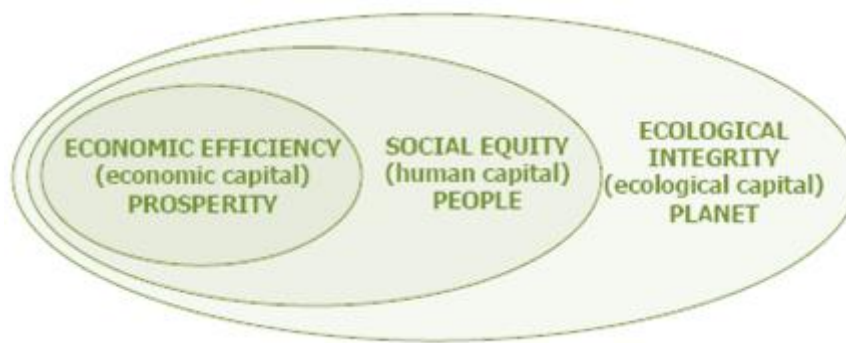 ECONOMIC EFFICIENCY
(economic capital)
PROSPERITY
SOCIAL EQUITY
(human capital)
PEOPLE
ECOLOGICAL
INTEGRITY
(ecological capital)
PLANET